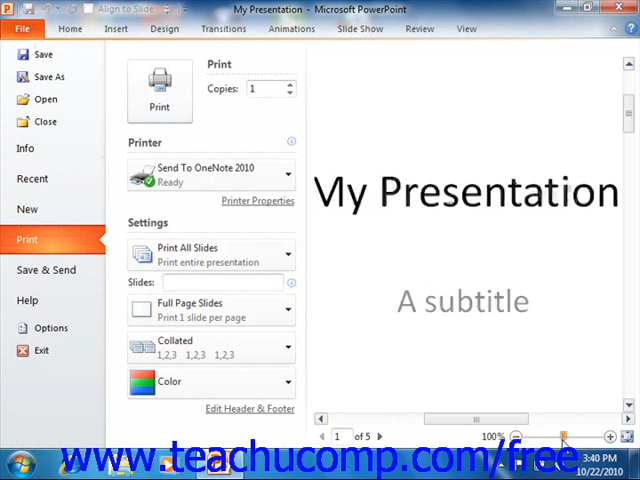 Align to Slide
My Presentation - Microsoft PowerPoint
File Home Insert Design Transitions Animations Slide Show Review View
Save
Save As
Open
Close
Info
Recent
New
Print
Save & Send
Help
Options
Exit
Print
Print
Copies: 1
Printer
Send To OneNote 2010
Ready
Printer Properties
Settings
Print All Slides
Print entire presentation
Slides:
Full Page Slides
Print 1 slide per page
Collated
1,2,3 1,2,3 1,2,3
Color
Edit Header & Footer
My Presentation
A subtitle
1 of 5
100%
www.teachucomp.com/free
3:40 PM
10/22/2010